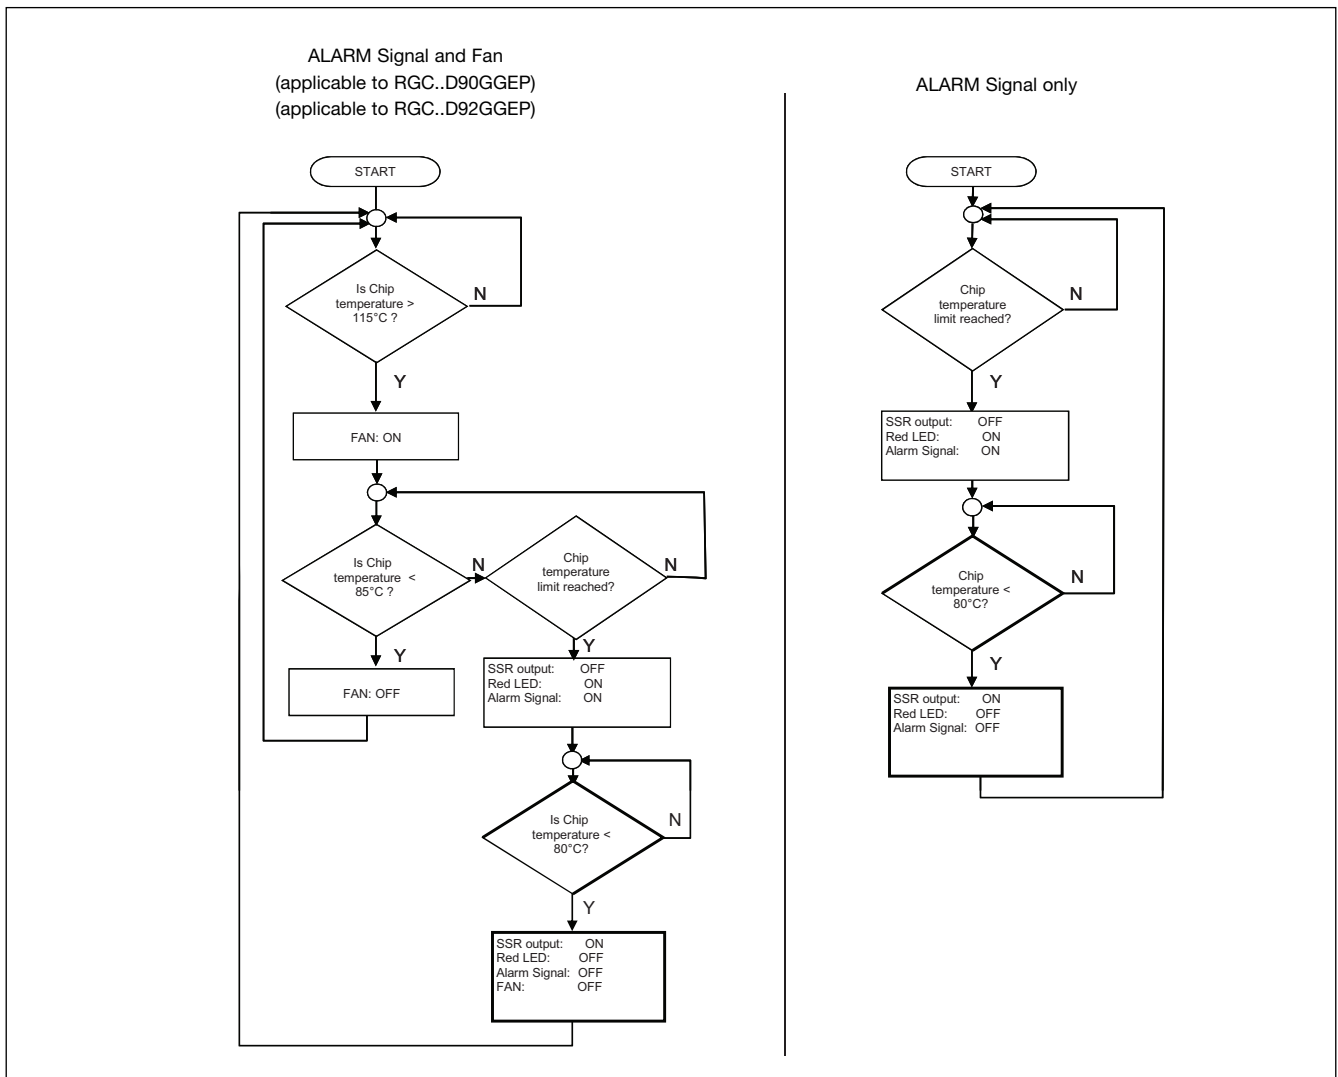 ALARM Signal and Fan
(applicable to RGC..D90GGEP)
(applicable to RGC..D92GGEP)
START
Is Chip
temperature >
115°C ?
N
Y
FAN: ON
Is Chip
temperature <
85°C ?
N
Chip
temperature
limit reached?
N
Y
Y
FAN: OFF
SSR output: OFF
Red LED: ON
Alarm Signal: ON
Is Chip
temperature <
80°C?
N
Y
SSR output: ON
Red LED: OFF
Alarm Signal: OFF
FAN: OFF
ALARM Signal only
START
Chip
temperature
limit reached?
N
Y
SSR output: OFF
Red LED: ON
Alarm Signal: ON
Chip
temperature <
80°C?
N
Y
SSR output: ON
Red LED: OFF
Alarm Signal: OFF